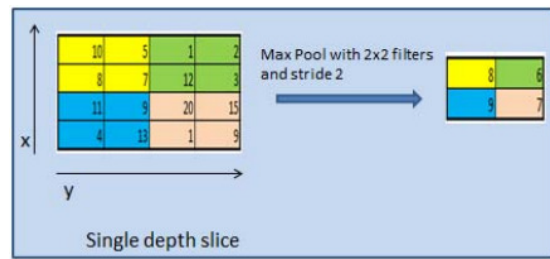 10 5 1 2
8 7 12 3
11 9 20 15
4 13 1 9
x
y
Max Pool with 2x2 filters
and stride 2
8 6
9 7
Single depth slice